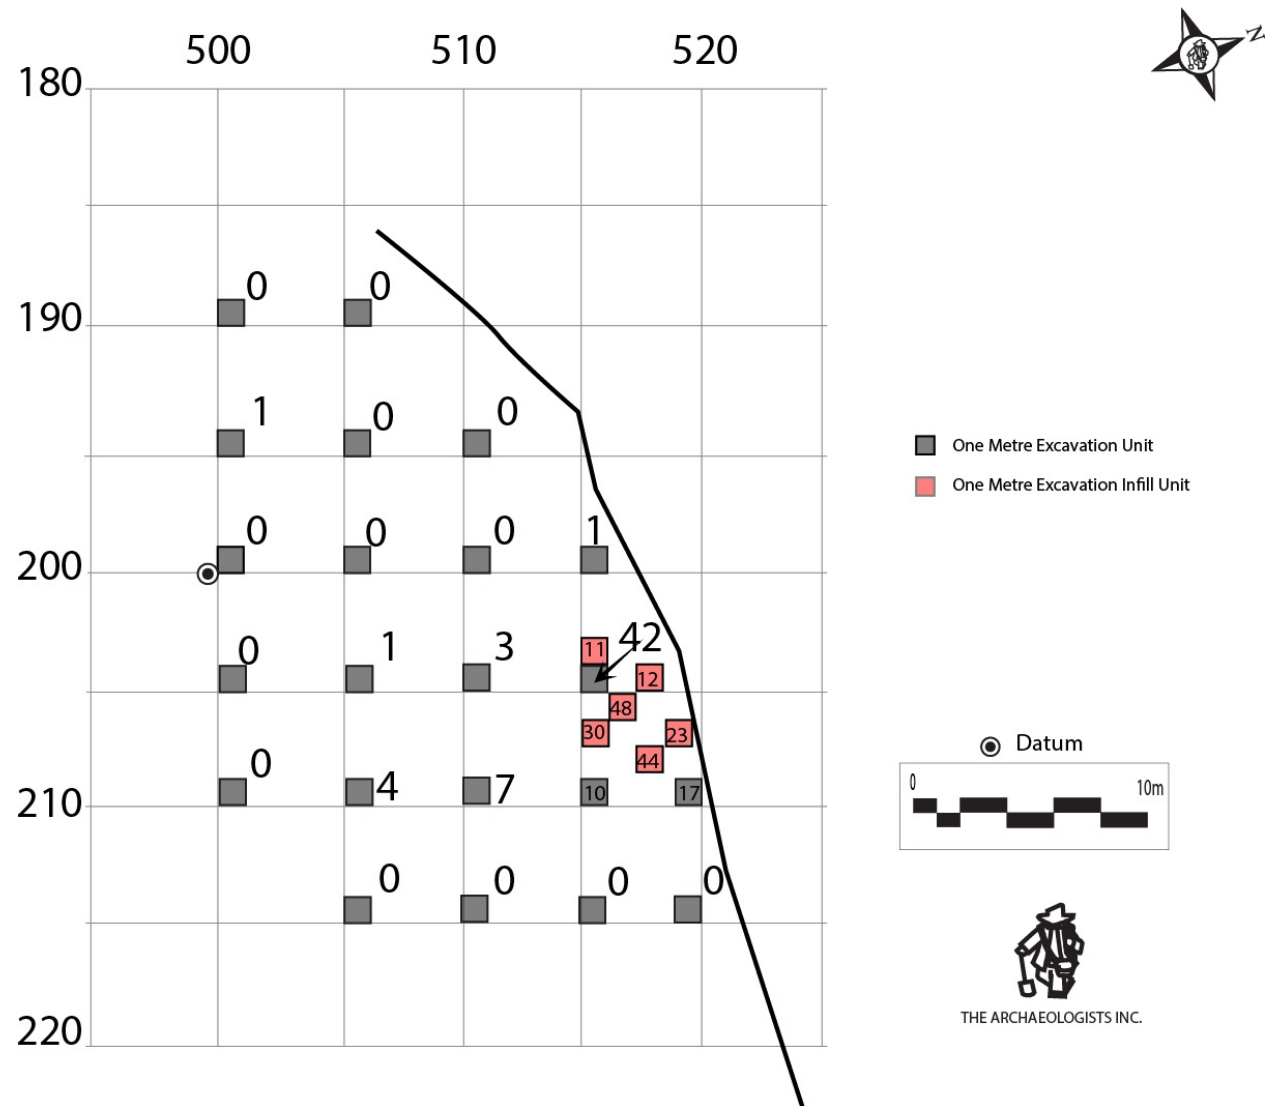 500 510 520
N
180
0 0
190
1 0 0
0 0 0 1
200
0 1 3 11 42
12
48
30 23
44
0 4 7 10 17
210
0 0 0 0
220
One Metre Excavation Unit
One Metre Excavation Infill Unit
Datum
0 10m
THE ARCHAEOLOGISTS INC.